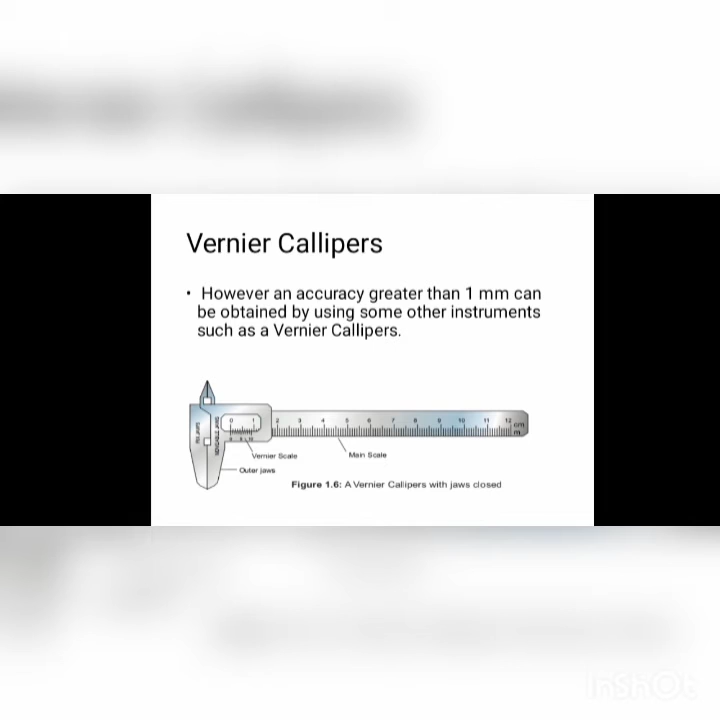 Vernier Callipers
• However an accuracy greater than 1 mm can
be obtained by using some other instruments
such as a Vernier Callipers.
0 1 2 3 4 5 6 7 8 9 10 11 12 cm
MOVEABLE JAWS
Vernier Scale
Main Scale
Outer jaws
Figure 1.6: A Vernier Callipers with jaws closed
InShOt